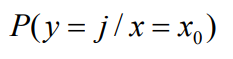 P(y = j / x = x₀)